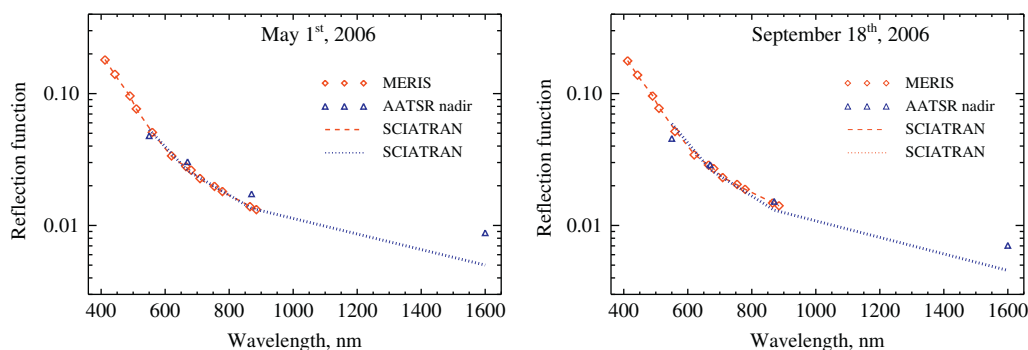 May 1st, 2006
MERIS
AATSR nadir
SCIATRAN
SCIATRAN
0.10
0.01
Reflection function
400 600 800 1000 1200 1400 1600
Wavelength, nm
September 18th, 2006
MERIS
AATSR nadir
SCIATRAN
SCIATRAN
0.10
0.01
Reflection function
400 600 800 1000 1200 1400 1600
Wavelength, nm